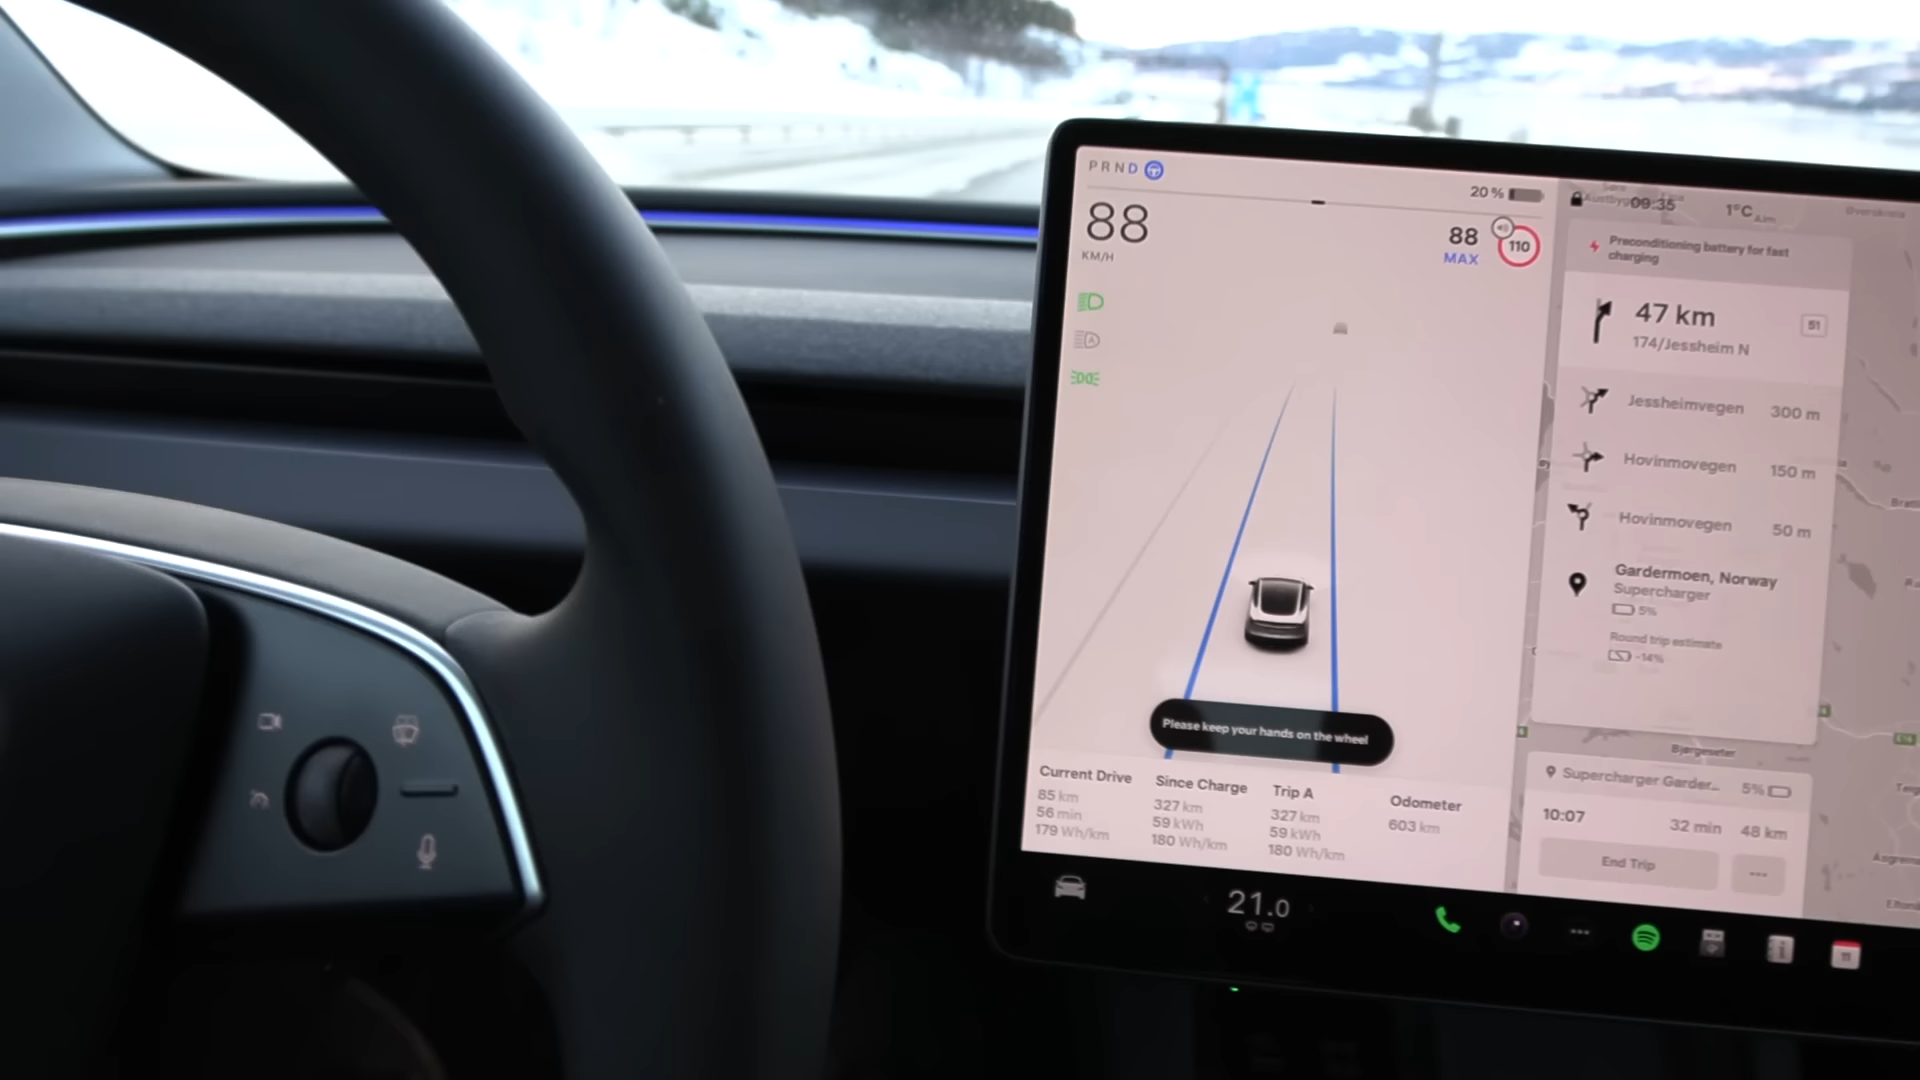 PRND
20 %
88
KM/H
88
MAX
110
09:35
1°C
Preconditioning battery for fast
charging
47 km
51
174/Jessheim N
Jessheimvegen 300 m
Hovinmovegen 150 m
Hovinmovegen 50 m
Gardermoen, Norway
Supercharger
5%
Round trip estimate
-14%
Please keep your hands on the wheel
Current Drive
85 km
56 min
179 Wh/km
Since Charge
327 km
59 kWh
180 Wh/km
Trip A
327 km
59 kWh
180 Wh/km
Odometer
603 km
Bjørgeseter
Supercharger Garder... 5%
10:07 32 min 48 km
End Trip
21.0